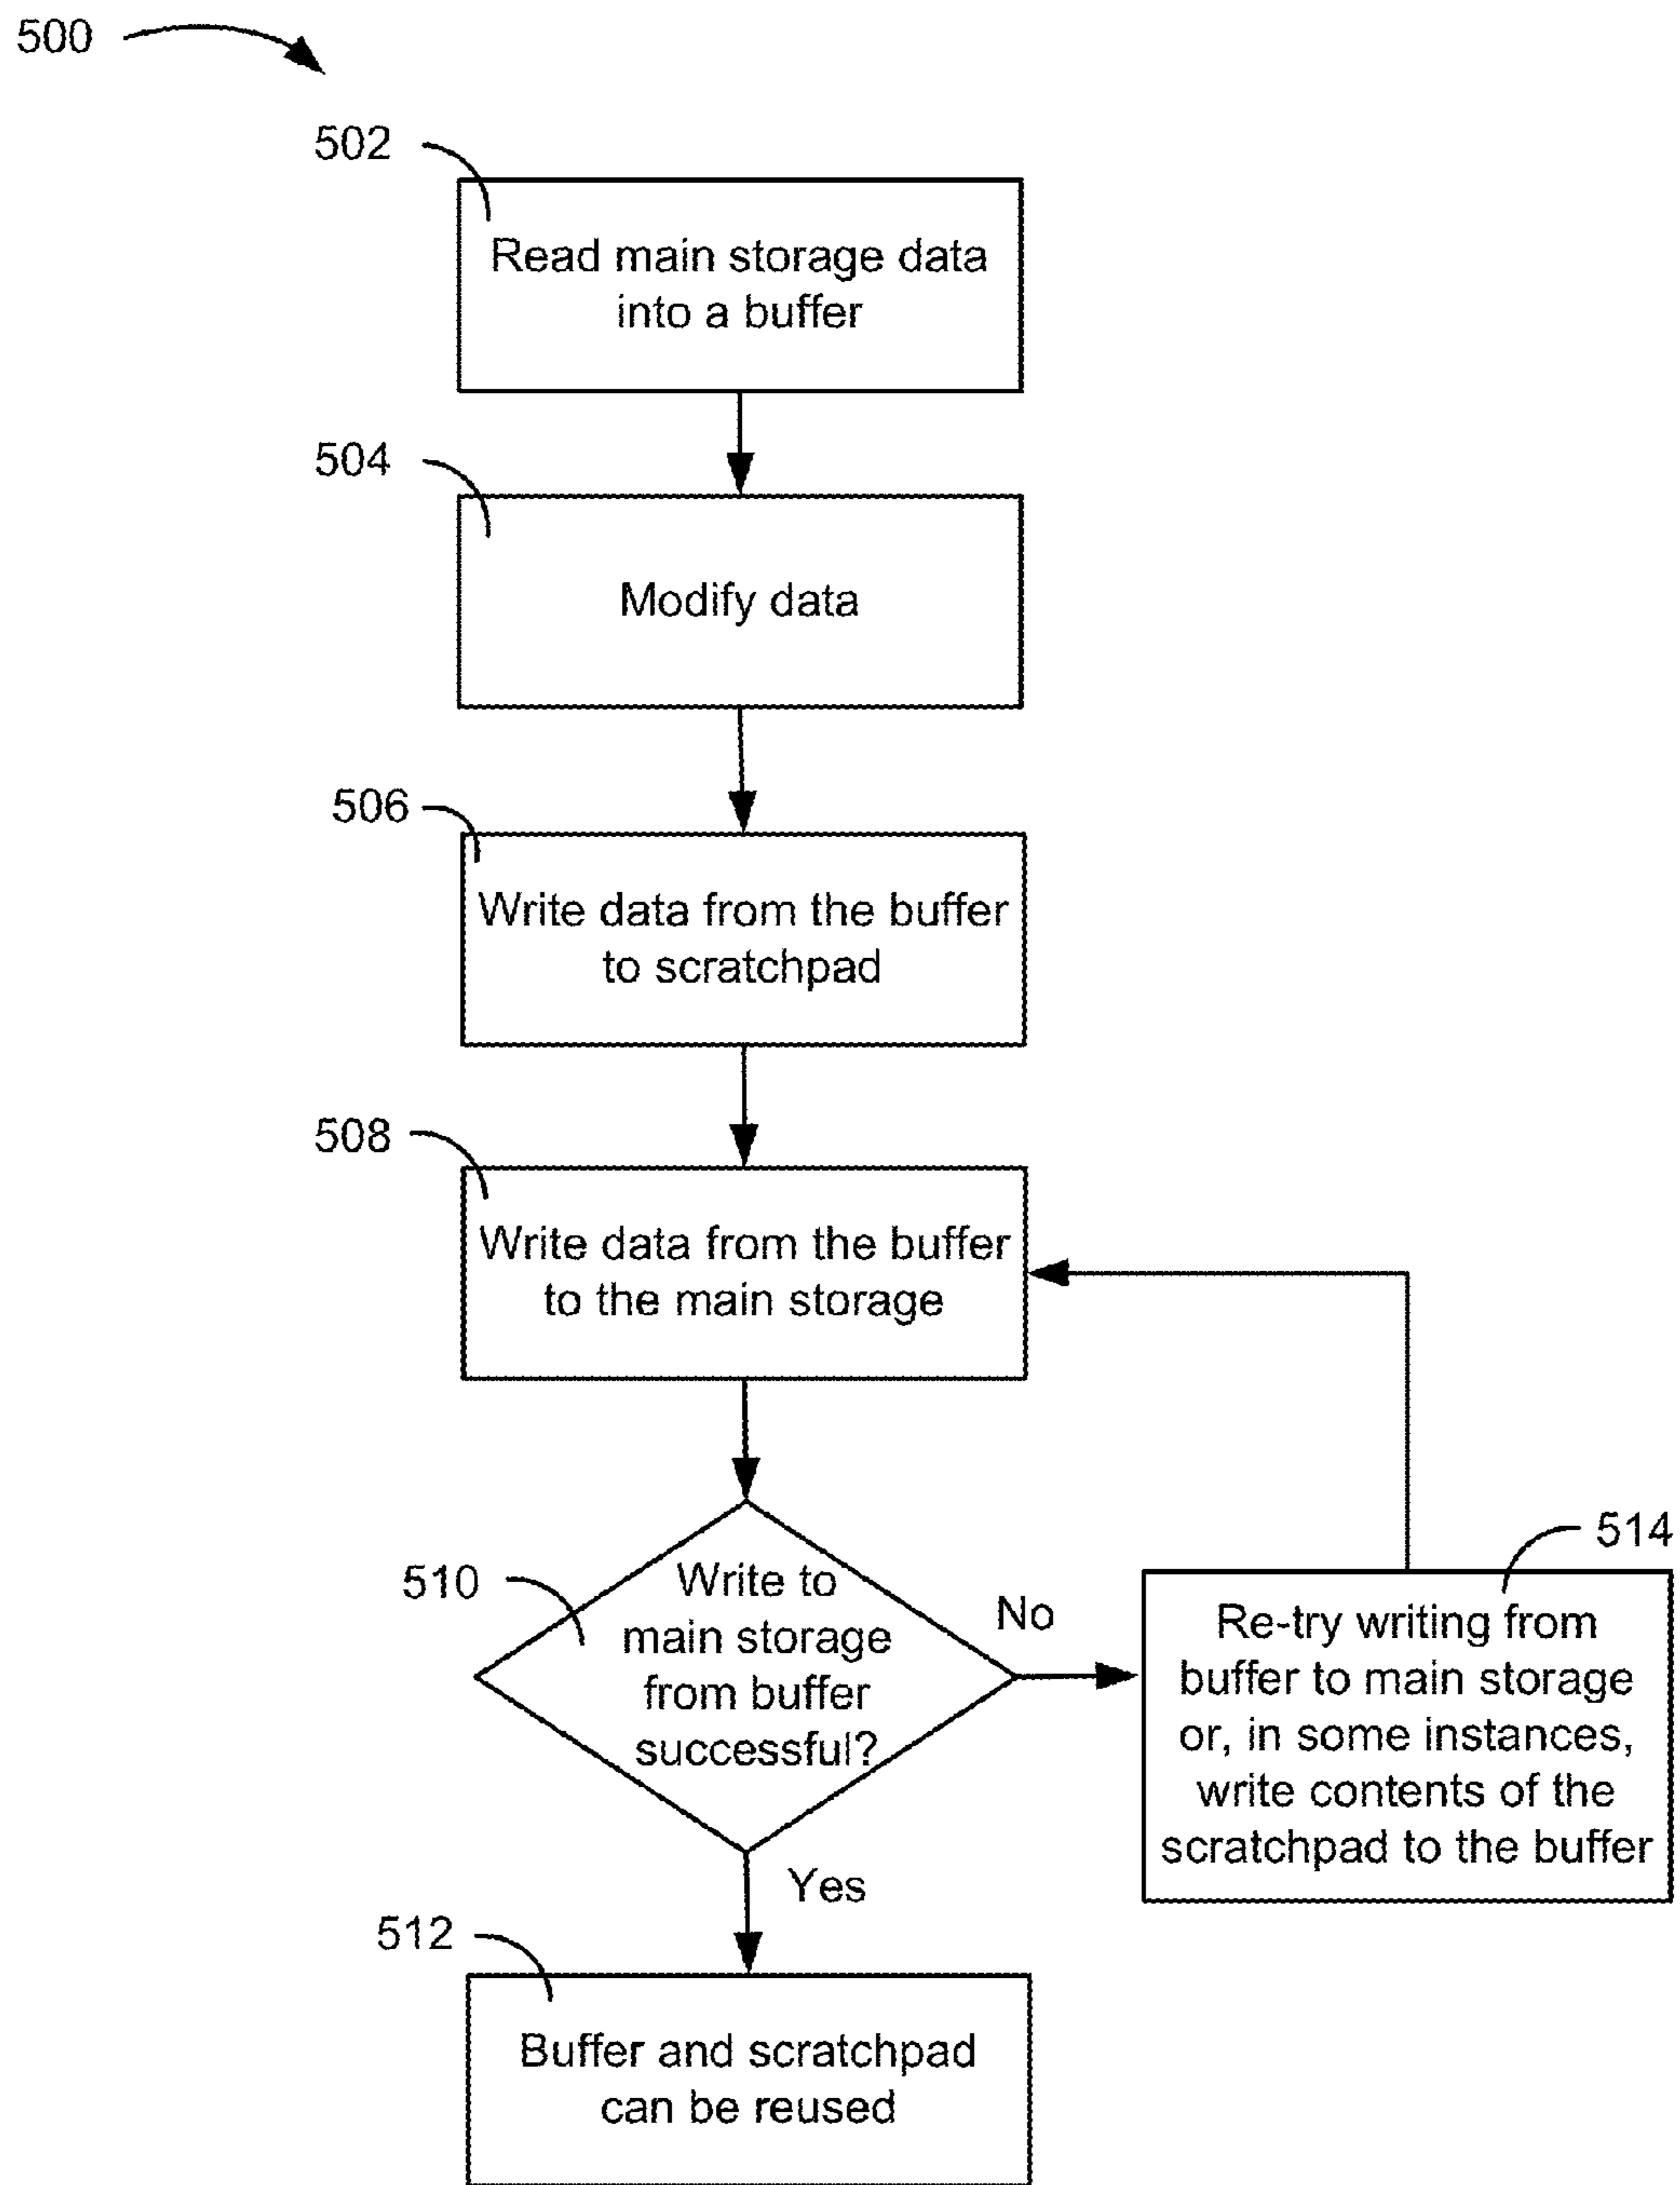 500
502
Read main storage data
into a buffer
504
Modify data
506
Write data from the buffer
to scratchpad
508
Write data from the buffer
to the main storage
510
Write to
main storage
from buffer
successful?
No
514
Re-try writing from
buffer to main storage
or, in some instances,
write contents of the
scratchpad to the buffer
Yes
512
Buffer and scratchpad
can be reused